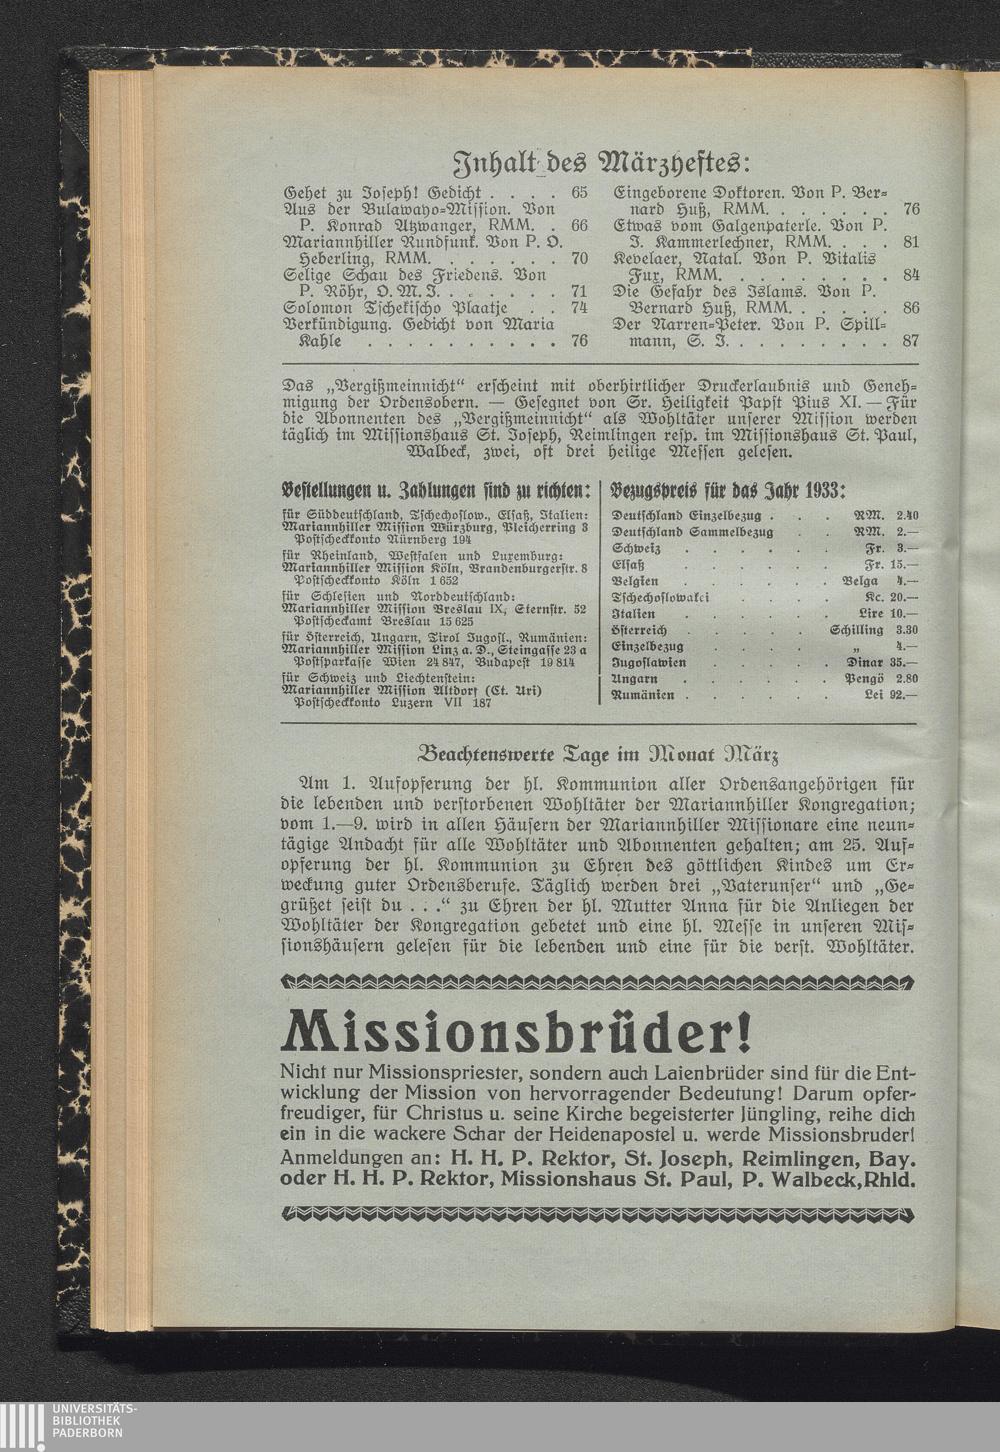 Inhalt des Märzheftes:
Gehet zu Joseph! Gedicht . . . . 65
Aus der Bulawayo=Mission. Von
P. Konrad Atzwanger, RMM. . 66
Mariannhiller Rundfunk. Von P. O.
Heberling, RMM. . . . . . . 70
Selige Schau des Friedens. Von
P. Röhr, O. M. J. . . . . . . 71
Solomon Tschekischo Plaatje . . 74
Verkündigung. Gedicht von Maria
Kahle . . . . . . . . . . 76
Eingeborene Doktoren. Von P. Ber=
nard Huß, RMM. . . . . . . 76
Etwas vom Galgenpaterle. Von P.
J. Kammerlechner, RMM. . . . 81
Kevelaer, Natal. Von P. Vitalis
Fux, RMM. . . . . . . . . 84
Die Gefahr des Islams. Von P.
Bernard Huß, RMM. . . . . . 86
Der Narren=Peter. Von P. Spill=
mann, S. J. . . . . . . . . 87
Das „Vergißmeinnicht“ erscheint mit oberhirtlicher Druckerlaubnis und Geneh=
migung der Ordensobern. — Gesegnet von Sr. Heiligkeit Papst Pius XI. — Für
die Abonnenten des „Vergißmeinnicht“ als Wohltäter unserer Mission werden
täglich im Missionshaus St. Joseph, Reimlingen resp. im Missionshaus St. Paul,
Walbeck, zwei, oft drei heilige Messen gelesen.
Bestellungen u. Zahlungen sind zu richten:
für Süddeutschland, Tschechoslow., Elsaß, Italien:
Mariannhiller Mission Würzburg, Pleicherring 3
Postscheckkonto Nürnberg 194
für Rheinland, Westfalen und Luxemburg:
Mariannhiller Mission Köln, Brandenburgerstr. 8
Postscheckkonto Köln 1 652
für Schlesien und Norddeutschland:
Mariannhiller Mission Breslau IX, Sternstr. 52
Postscheckamt Breslau 15 625
für Österreich, Ungarn, Tirol Jugosl., Rumänien:
Mariannhiller Mission Linz a. D., Steingasse 23 a
Postsparkasse Wien 24 847, Budapest 19 814
für Schweiz und Liechtenstein:
Mariannhiller Mission Altdorf (Ct. Uri)
Postscheckkonto Luzern VII 187
Bezugspreis für das Jahr 1933:
Deutschland Einzelbezug . . . RM. 2.40
Deutschland Sammelbezug . . RM. 2.—
Schweiz . . . . . . Fr. 3.—
Elsaß . . . . . . Fr. 15.—
Belgien . . . . . . Belga 4.—
Tschechoslowakei . . . . Kc. 20.—
Italien . . . . . . Lire 10.—
Österreich . . . . . Schilling 3.30
Einzelbezug . . . . „ 4.—
Jugoslawien . . . . Dinar 35.—
Ungarn . . . . . . Pengö 2.80
Rumänien . . . . . . Lei 92.—
Beachtenswerte Tage im Monat März
Am 1. Aufopferung der hl. Kommunion aller Ordensangehörigen für
die lebenden und verstorbenen Wohltäter der Mariannhiller Kongregation;
vom 1.—9. wird in allen Häusern der Mariannhiller Missionare eine neun=
tägige Andacht für alle Wohltäter und Abonnenten gehalten; am 25. Auf=
opferung der hl. Kommunion zu Ehren des göttlichen Kindes um Er=
weckung guter Ordensberufe. Täglich werden drei „Vaterunser“ und „Ge=
grüßet seist du . . .“ zu Ehren der hl. Mutter Anna für die Anliegen der
Wohltäter der Kongregation gebetet und eine hl. Messe in unseren Mis=
sionshäusern gelesen für die lebenden und eine für die verst. Wohltäter.
Missionsbrüder!
Nicht nur Missionspriester, sondern auch Laienbrüder sind für die Ent-
wicklung der Mission von hervorragender Bedeutung! Darum opfer-
freudiger, für Christus u. seine Kirche begeisterter Jüngling, reihe dich
ein in die wackere Schar der Heidenapostel u. werde Missionsbruder!
Anmeldungen an: H. H. P. Rektor, St. Joseph, Reimlingen, Bay.
oder H. H. P. Rektor, Missionshaus St. Paul, P. Walbeck, Rhld.
UNIVERSITÄTS-
BIBLIOTHEK
PADERBORN